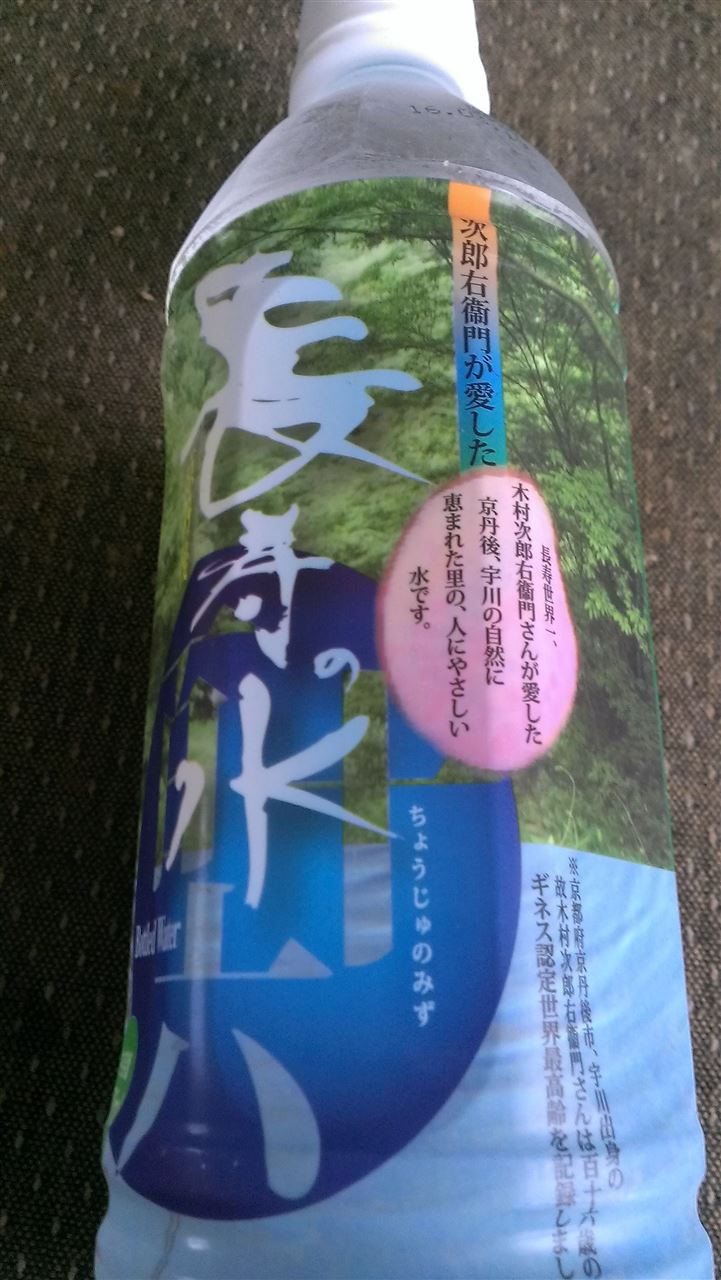 次郎右衛門が愛した
長寿の水
ちょうじゅのみず
長寿世界一、
木村次郎右衛門さんが愛した
京丹後、宇川の自然に
恵まれた里の、人にやさしい
水です。
Bottled Water
※京都府京丹後市、宇川出身の
故木村次郎右衛門さんは百十六歳の
ギネス認定世界最高齢を記録しまし